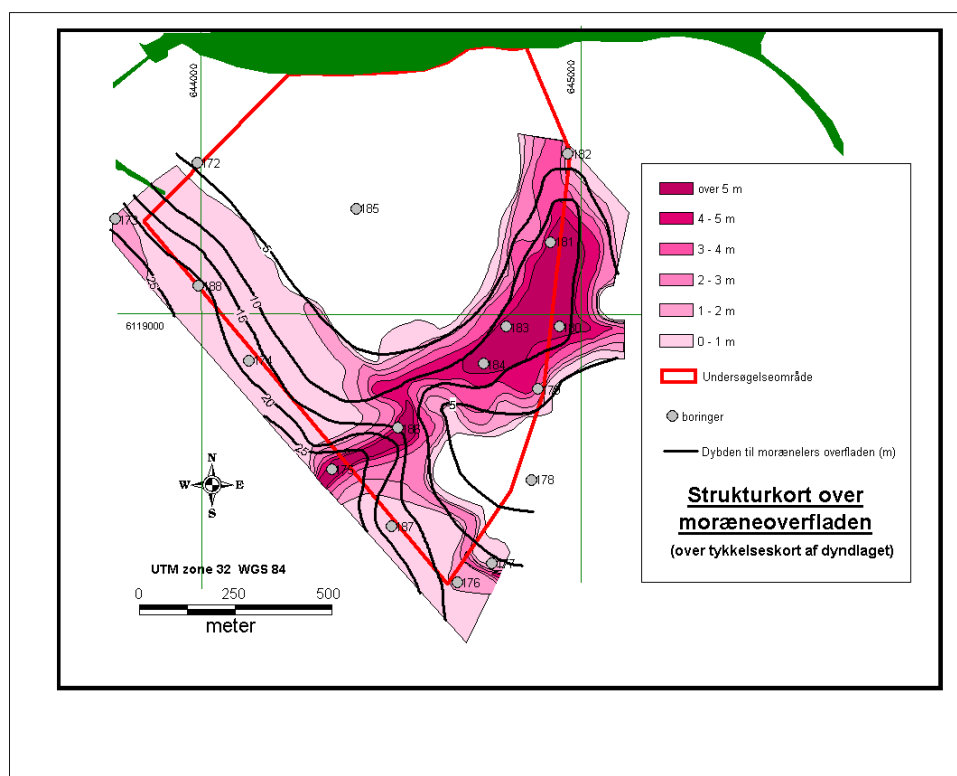 644000
645000
172
182
185
173
181
5
188
10
6119000
15
25
183
180
174
184
20
179
5
186
25
175
178
187
177
176
over 5 m
4 - 5 m
3 - 4 m
2 - 3 m
1 - 2 m
0 - 1 m
Undersøgelseområde
boringer
Dybden til morænelers overfladen (m)
Strukturkort over
moræneoverfladen
(over tykkelseskort af dyndlaget)
N
W E
S
UTM zone 32 WGS 84
0 250 500
meter